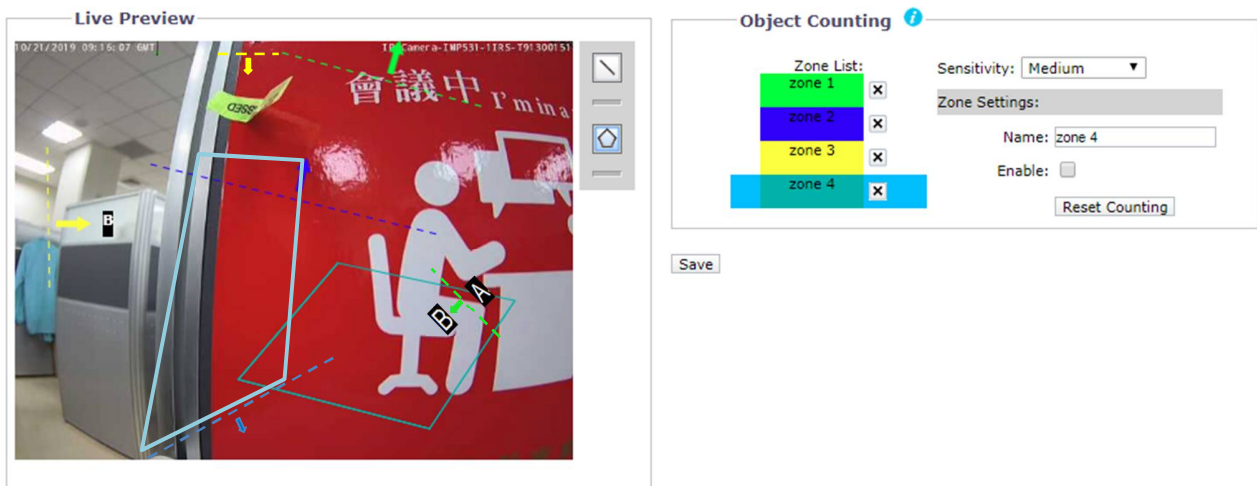 Live Preview
10/21/2019 09:16:07 GMT
會議中 I'm in a
B
A
B
Object Counting i
Zone List:
zone 1
zone 2
zone 3
zone 4
Sensitivity: Medium
Zone Settings:
Name: zone 4
Enable:
Reset Counting
Save